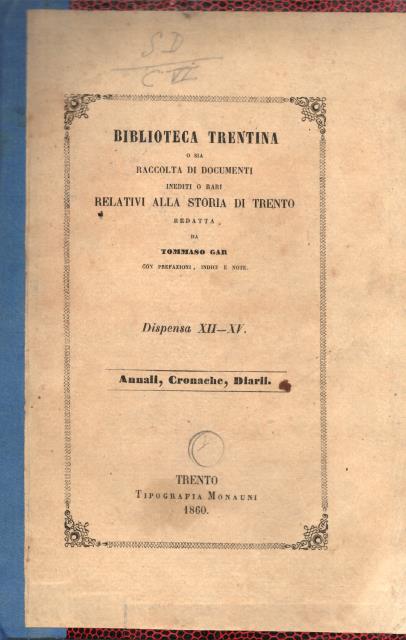 S D
C VI
BIBLIOTECA TRENTINA
O SIA
RACCOLTA DI DOCUMENTI
INEDITI O RARI
RELATIVI ALLA STORIA DI TRENTO
REDATTA
DA
TOMMASO GAR
CON PREFAZIONI, INDICI E NOTE.
Dispensa XII—XV.
Annali, Cronache, Diarii.
TRENTO
TIPOGRAFIA MONAUNI
1860.